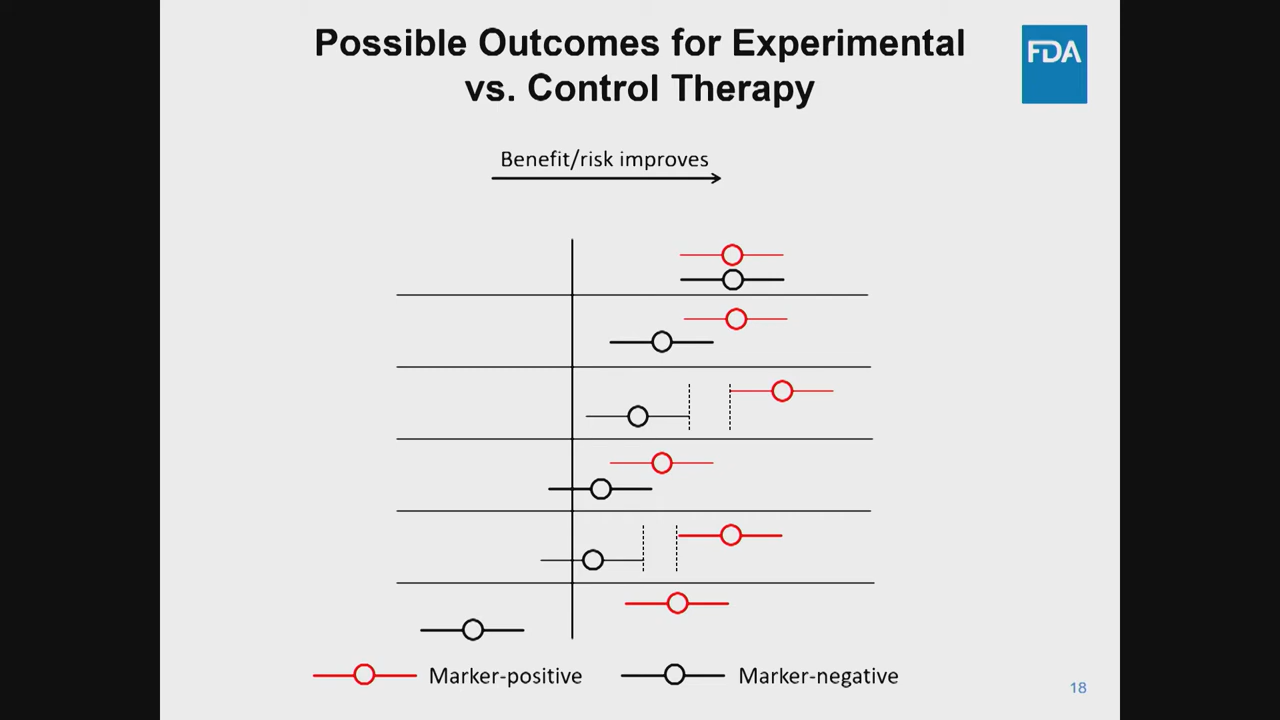 Possible Outcomes for Experimental
vs. Control Therapy
FDA
Benefit/risk improves
Marker-positive
Marker-negative
18